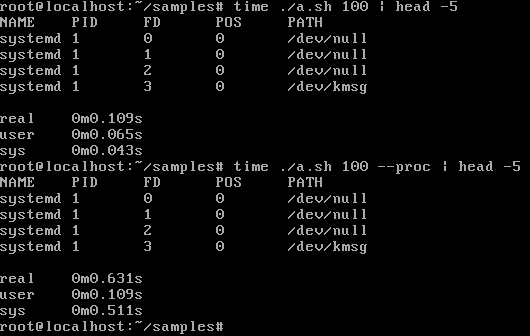 root@localhost:~/samples# time ./a.sh 100 | head -5
NAME    PID     FD      POS     PATH
systemd 1       0       0       /dev/null
systemd 1       1       0       /dev/null
systemd 1       2       0       /dev/null
systemd 1       3       0       /dev/kmsg
real    0m0.109s
user    0m0.065s
sys     0m0.043s
root@localhost:~/samples# time ./a.sh 100 --proc | head -5
NAME    PID     FD      POS     PATH
systemd 1       0       0       /dev/null
systemd 1       1       0       /dev/null
systemd 1       2       0       /dev/null
systemd 1       3       0       /dev/kmsg
real    0m0.631s
user    0m0.109s
sys     0m0.511s
root@localhost:~/samples#